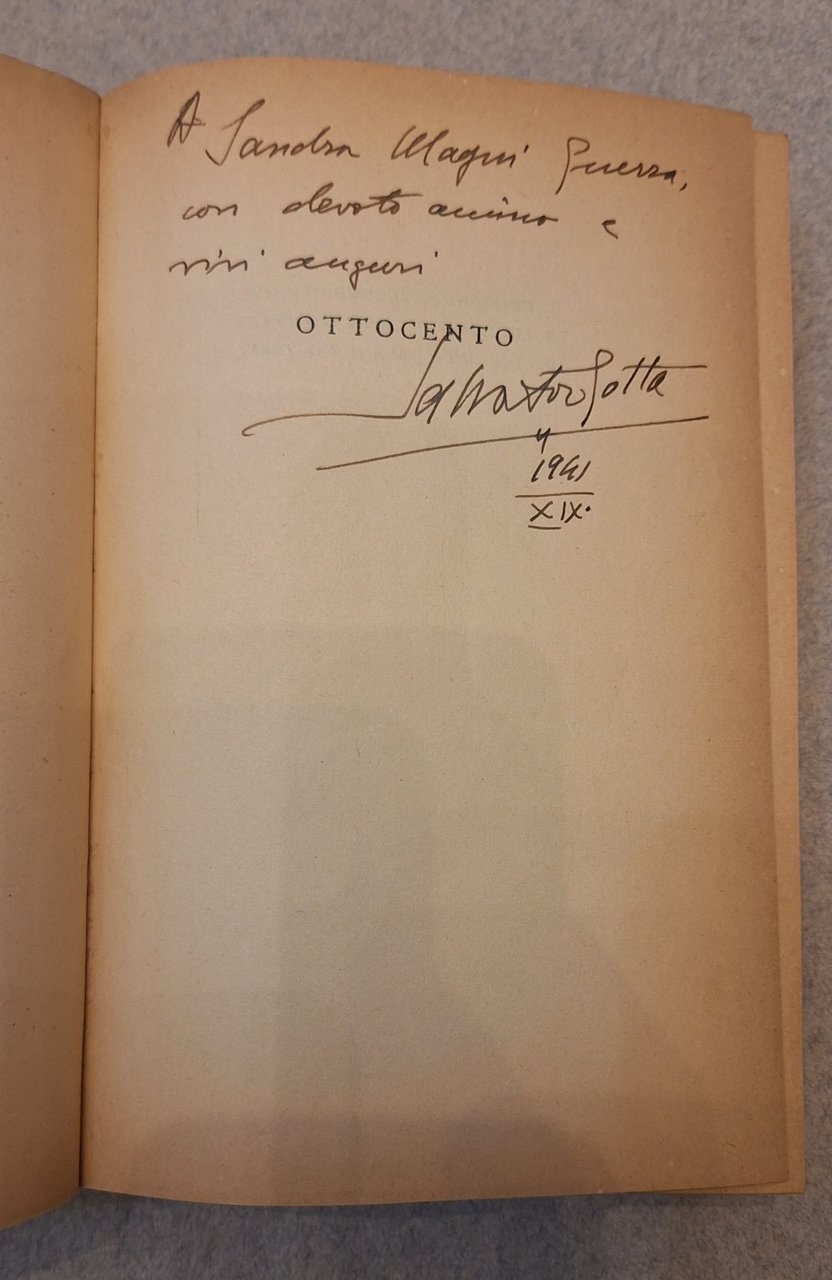 A Sandra Magni Guerra,
con devoto animo e
vivi auguri
OTTOCENTO
Salvator Gotta
1941
XIX.